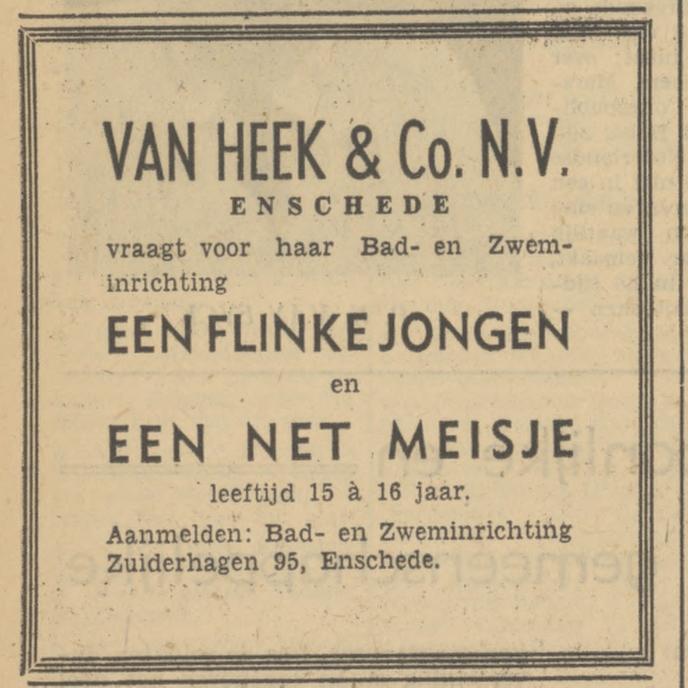 VAN HEEK & Co. N.V.
ENSCHEDE
vraagt voor haar Bad- en Zwem-
inrichting
EEN FLINKE JONGEN
en
EEN NET MEISJE
leeftijd 15 à 16 jaar.
Aanmelden: Bad- en Zweminrichting
Zuiderhagen 95, Enschede.